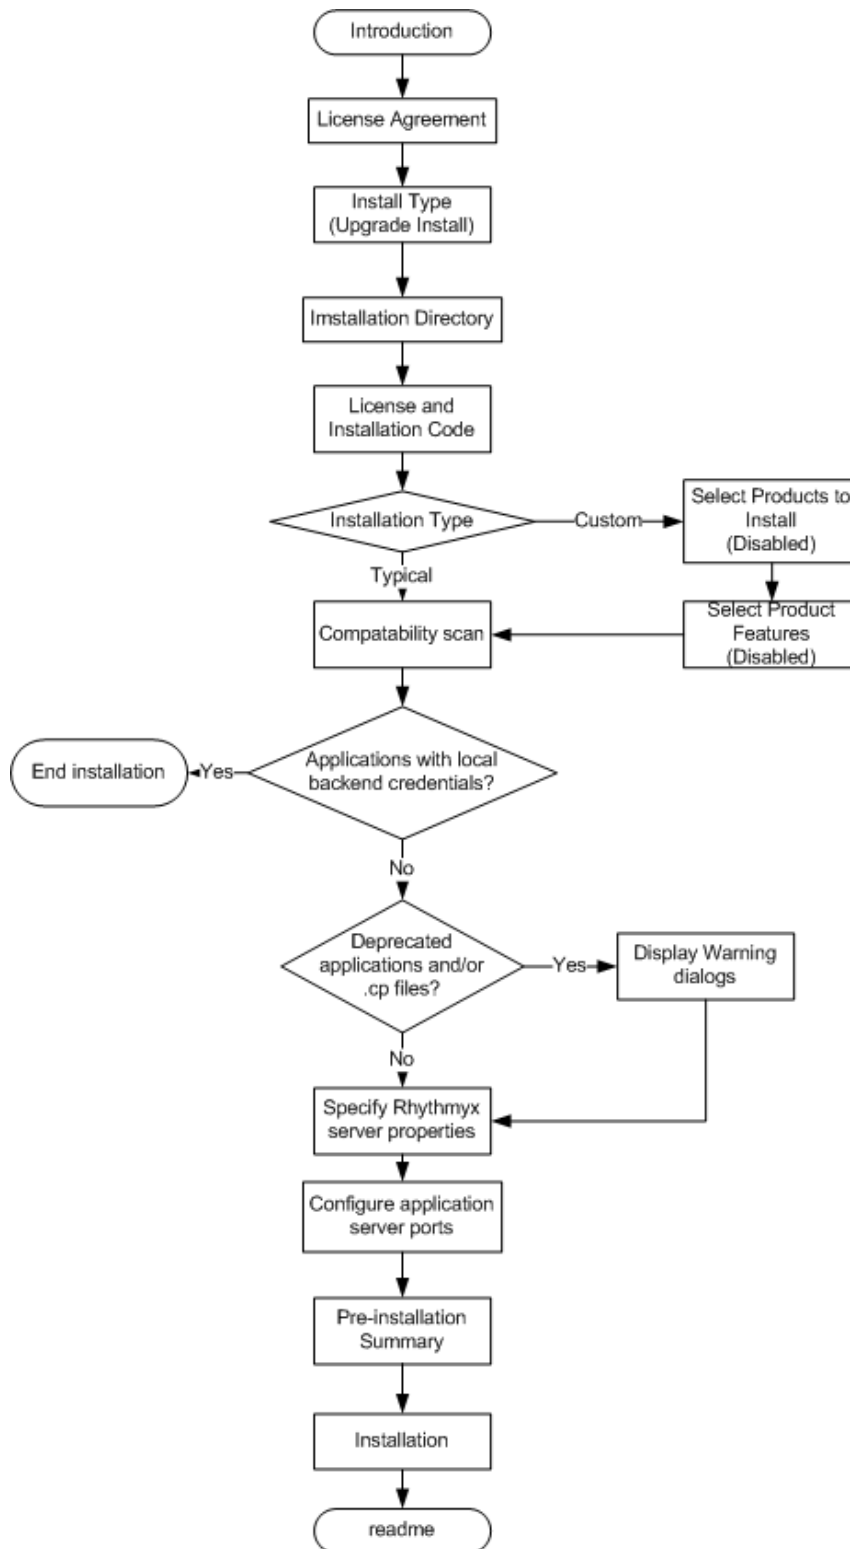 Introduction
License Agreement
Install Type
(Upgrade Install)
Imstallation Directory
License and
Installation Code
Installation Type
Custom
Select Products to
Install
(Disabled)
Typical
Compatability scan
Select Product
Features
(Disabled)
Applications with local
backend credentials?
Yes
End installation
No
Deprecated
applications and/or
.cp files?
Yes
Display Warning
dialogs
No
Specify Rhythmyx
server properties
Configure application
server ports
Pre-installation
Summary
Installation
readme